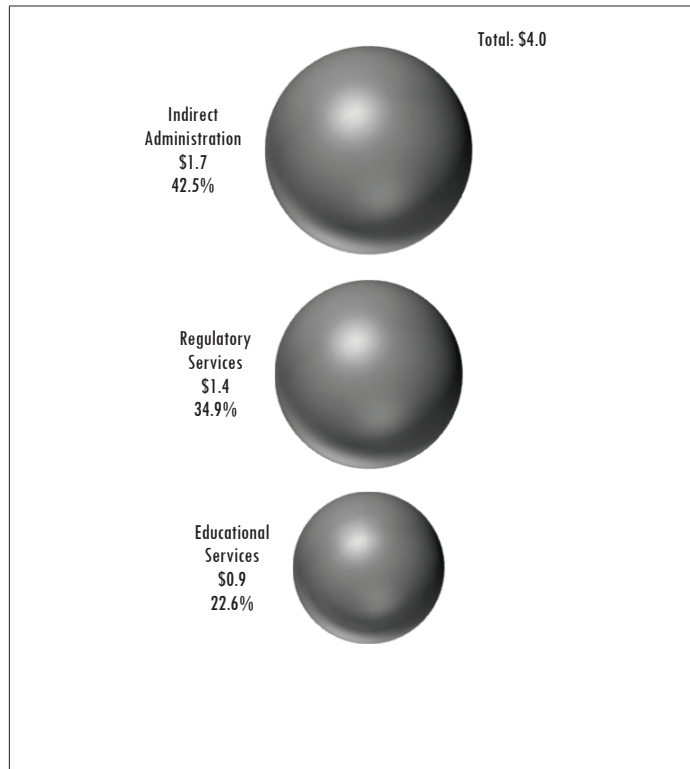 Total: $4.0
Indirect
Administration
$1.7
42.5%
Regulatory
Services
$1.4
34.9%
Educational
Services
$0.9
22.6%